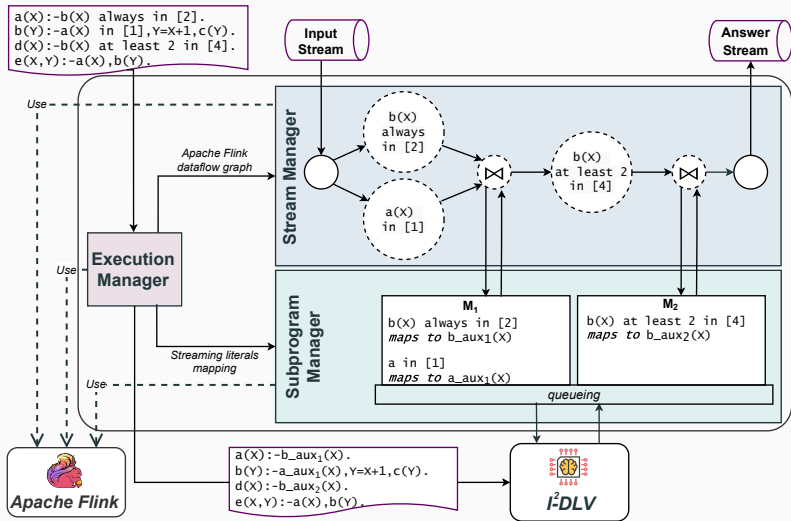 a(X):-b(X) always in [2].
b(Y):-a(X) in [1],Y=X+1,c(Y).
d(X):-b(X) at least 2 in [4].
e(X,Y):-a(X),b(Y).
Input
Stream
Answer
Stream
Use
Apache Flink
dataflow graph
Stream Manager
b(X)
always
in [2]
a(X)
in [1]
⋈
b(X)
at least 2
in [4]
⋈
Execution
Manager
Use
Streaming literals
mapping
Use
Subprogram
Manager
M₁
b(X) always in [2]
maps to b_aux₁(X)
a in [1]
maps to a_aux₁(X)
M₂
b(X) at least 2 in [4]
maps to b_aux₂(X)
queueing
Apache Flink
a(X):-b_aux₁(X).
b(Y):-a_aux₁(X),Y=X+1,c(Y).
d(X):-b_aux₂(X).
e(X,Y):-a(X),b(Y).
I²-DLV